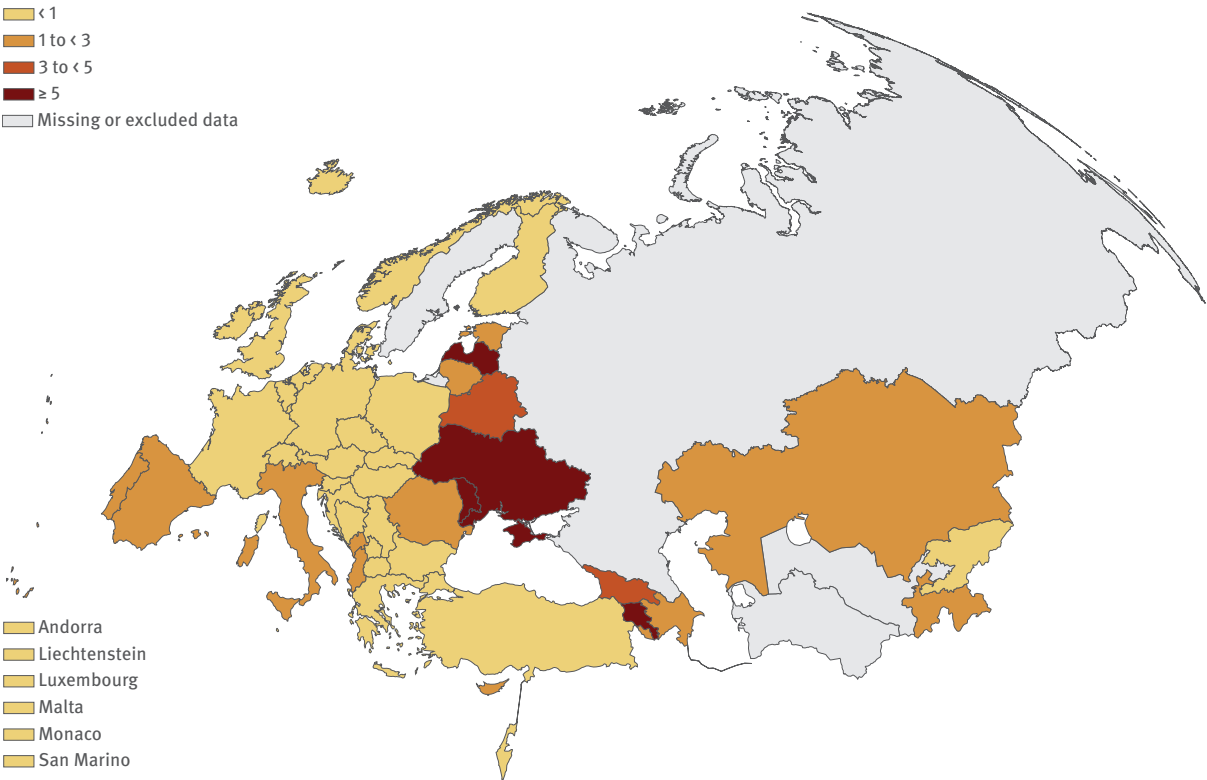 < 1
1 to < 3
3 to < 5
≥ 5
Missing or excluded data
Andorra
Liechtenstein
Luxembourg
Malta
Monaco
San Marino